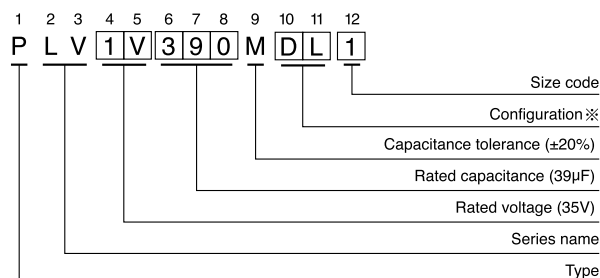 1 2 3 4 5 6 7 8 9 10 11 12
P L V 1 V 3 9 0 M D L 1
Size code
Configuration※
Capacitance tolerance (±20%)
Rated capacitance (39µF)
Rated voltage (35V)
Series name
Type